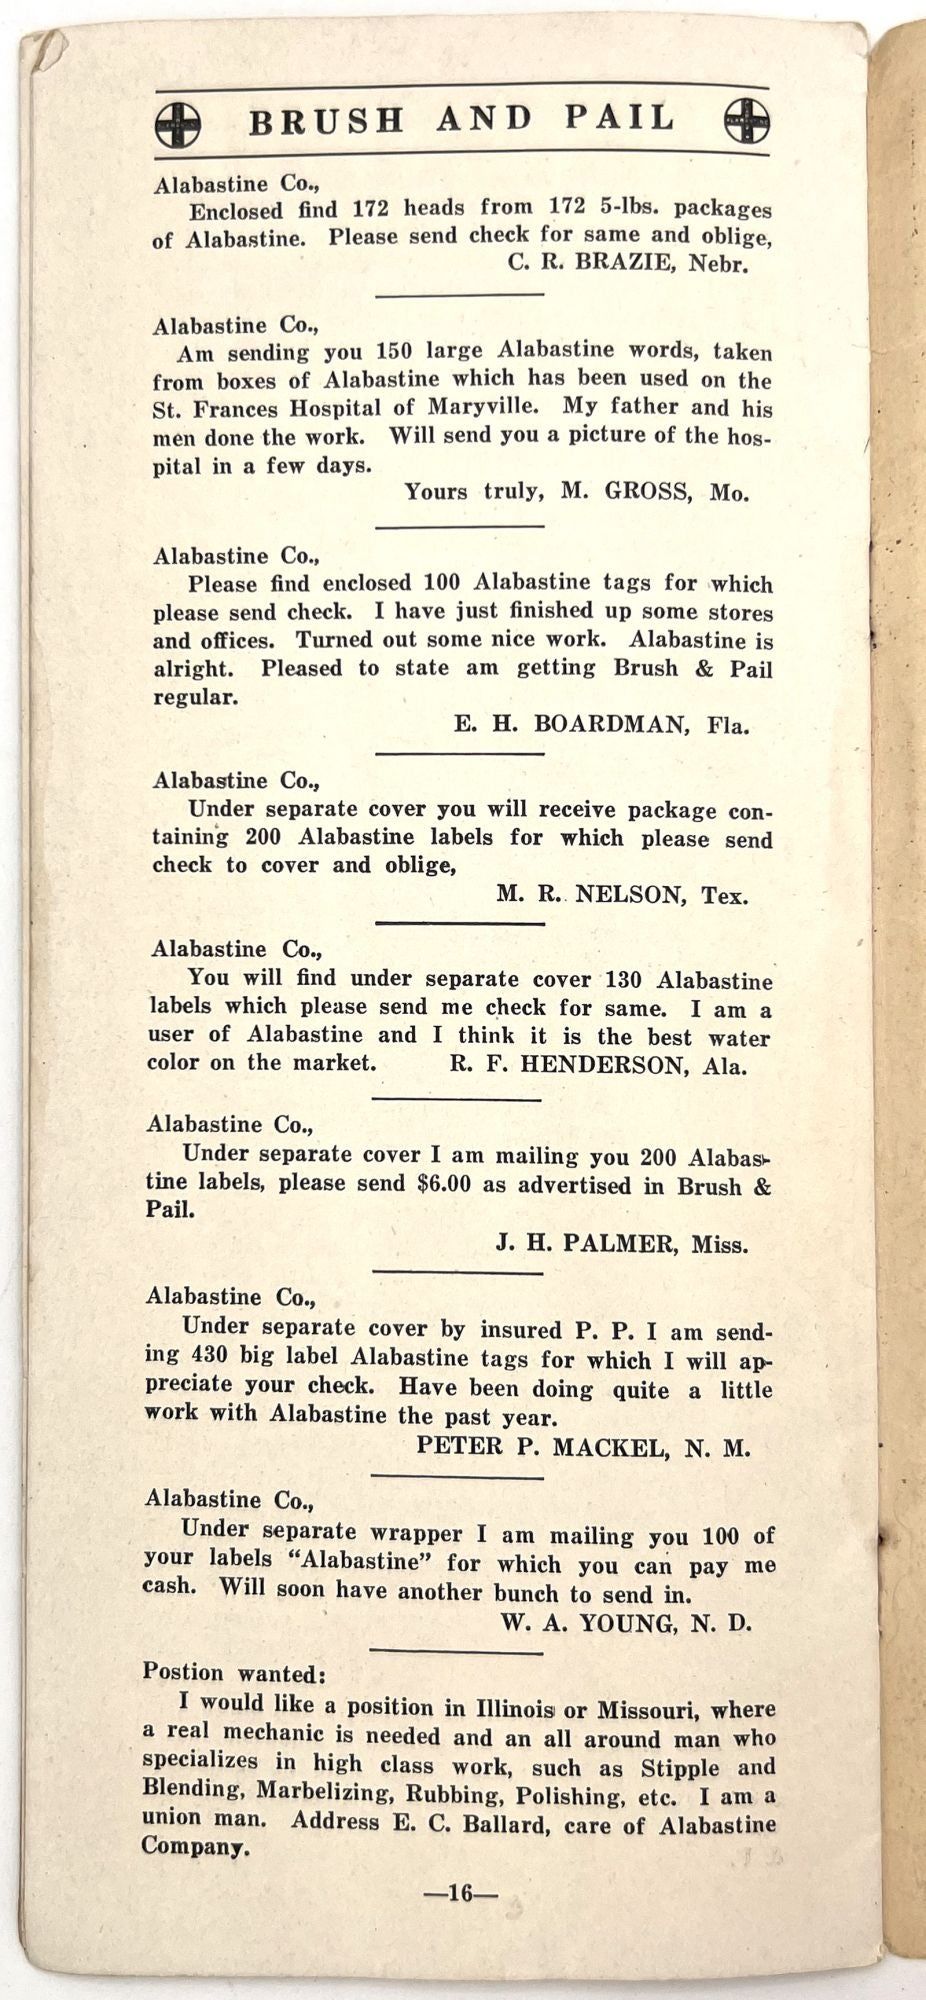 BRUSH AND PAIL
Alabastine Co.,
Enclosed find 172 heads from 172 5-lbs. packages
of Alabastine. Please send check for same and oblige,
C. R. BRAZIE, Nebr.
Alabastine Co.,
Am sending you 150 large Alabastine words, taken
from boxes of Alabastine which has been used on the
St. Frances Hospital of Maryville. My father and his
men done the work. Will send you a picture of the hos-
pital in a few days.
Yours truly, M. GROSS, Mo.
Alabastine Co.,
Please find enclosed 100 Alabastine tags for which
please send check. I have just finished up some stores
and offices. Turned out some nice work. Alabastine is
alright. Pleased to state am getting Brush & Pail
regular.
E. H. BOARDMAN, Fla.
Alabastine Co.,
Under separate cover you will receive package con-
taining 200 Alabastine labels for which please send
check to cover and oblige,
M. R. NELSON, Tex.
Alabastine Co.,
You will find under separate cover 130 Alabastine
labels which please send me check for same. I am a
user of Alabastine and I think it is the best water
color on the market. R. F. HENDERSON, Ala.
Alabastine Co.,
Under separate cover I am mailing you 200 Alabas-
tine labels, please send $6.00 as advertised in Brush &
Pail.
J. H. PALMER, Miss.
Alabastine Co.,
Under separate cover by insured P. P. I am send-
ing 430 big label Alabastine tags for which I will ap-
preciate your check. Have been doing quite a little
work with Alabastine the past year.
PETER P. MACKEL, N. M.
Alabastine Co.,
Under separate wrapper I am mailing you 100 of
your labels "Alabastine" for which you can pay me
cash. Will soon have another bunch to send in.
W. A. YOUNG, N. D.
Postion wanted:
I would like a position in Illinois or Missouri, where
a real mechanic is needed and an all around man who
specializes in high class work, such as Stipple and
Blending, Marbelizing, Rubbing, Polishing, etc. I am a
union man. Address E. C. Ballard, care of Alabastine
Company.
—16—